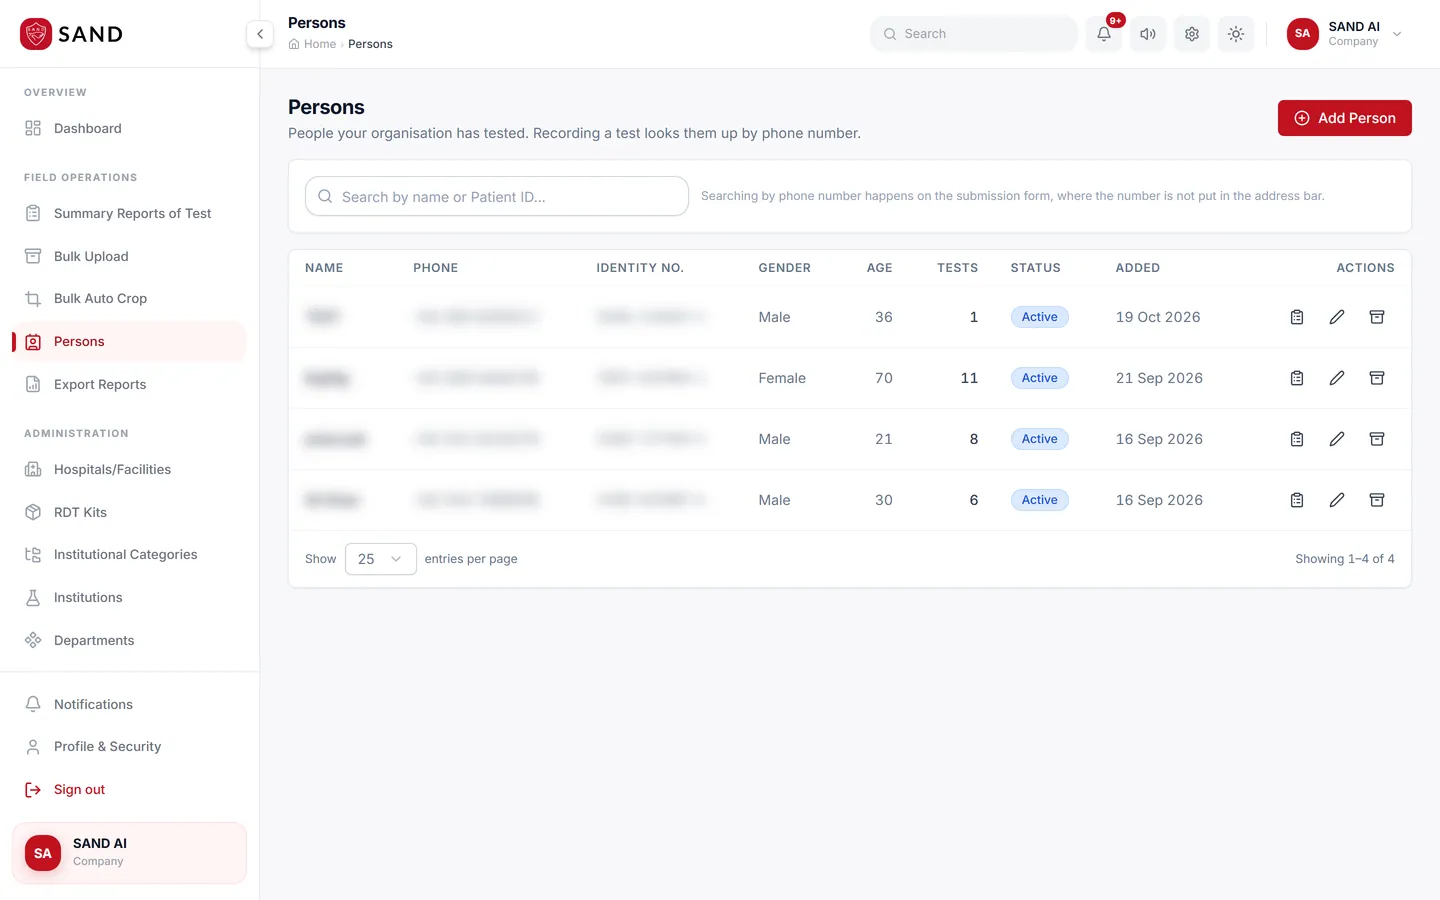 SAND
OVERVIEW
Dashboard
FIELD OPERATIONS
Summary Reports of Test
Bulk Upload
Bulk Auto Crop
Persons
Export Reports
ADMINISTRATION
Hospitals/Facilities
RDT Kits
Institutional Categories
Institutions
Departments
Notifications
Profile & Security
Sign out
SA
SAND AI
Company
Persons
Home › Persons
Search
9+
SA
SAND AI
Company
Persons
People your organisation has tested. Recording a test looks them up by phone number.
Add Person
Search by name or Patient ID...
Searching by phone number happens on the submission form, where the number is not put in the address bar.
NAME PHONE IDENTITY NO. GENDER AGE TESTS STATUS ADDED ACTIONS
Male 36 1 Active 19 Oct 2026
Female 70 11 Active 21 Sep 2026
Male 21 8 Active 16 Sep 2026
Male 30 6 Active 16 Sep 2026
Show 25 entries per page
Showing 1–4 of 4